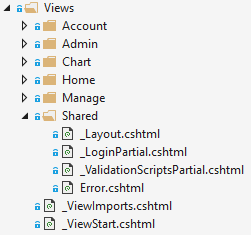 Views
Account
Admin
Chart
Home
Manage
Shared
_Layout.cshtml
_LoginPartial.cshtml
_ValidationScriptsPartial.cshtml
Error.cshtml
_ViewImports.cshtml
_ViewStart.cshtml